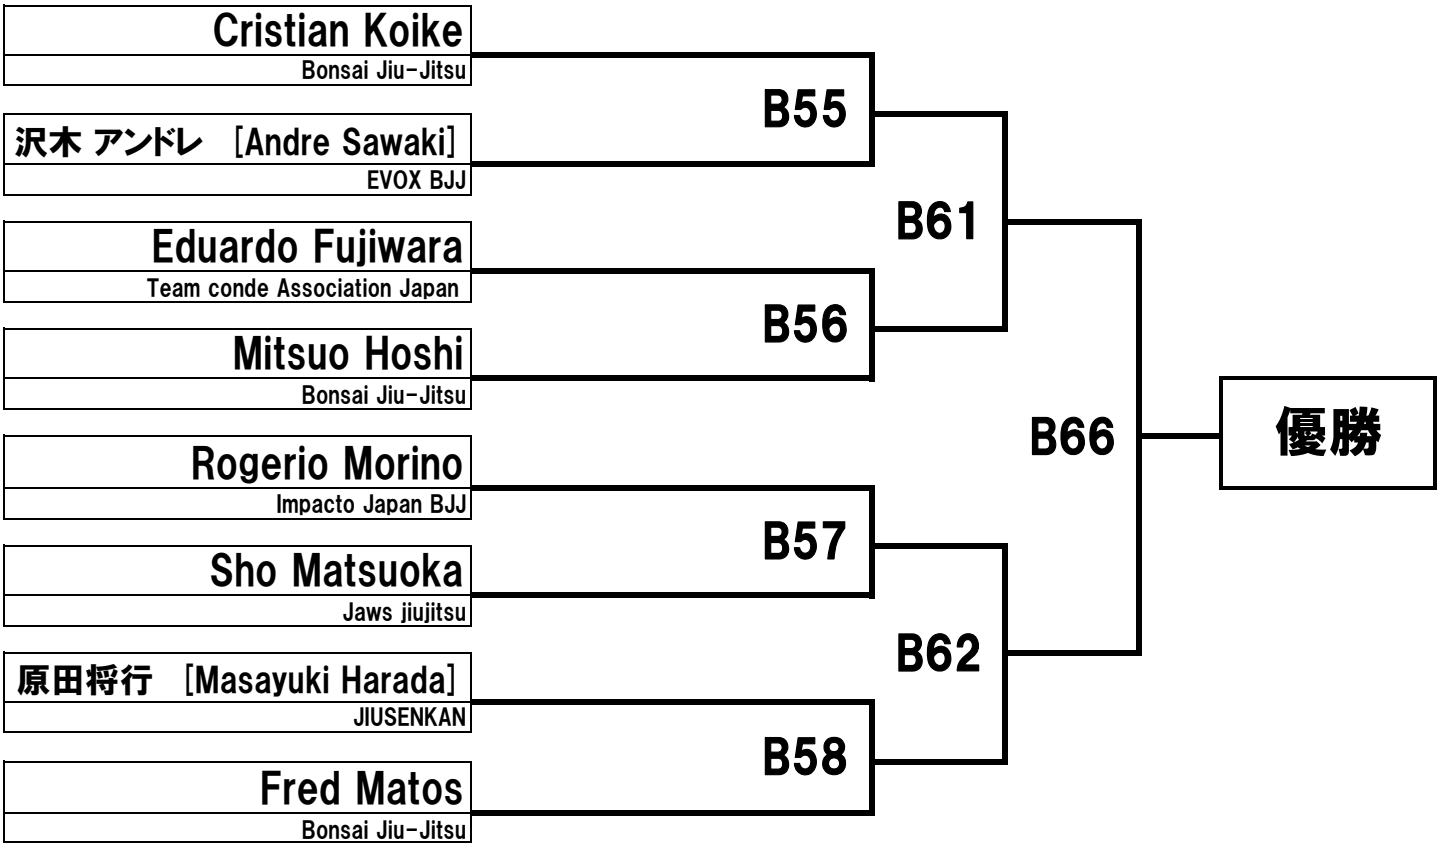 Cristian Koike
Bonsai Jiu-Jitsu
B55
沢木 アンドレ　[Andre Sawaki]
EVOX BJJ
B61
Eduardo Fujiwara
Team conde Association Japan
B56
Mitsuo Hoshi
Bonsai Jiu-Jitsu
B66
優勝
Rogerio Morino
Impacto Japan BJJ
B57
Sho Matsuoka
Jaws jiujitsu
B62
原田将行　[Masayuki Harada]
JIUSENKAN
B58
Fred Matos
Bonsai Jiu-Jitsu